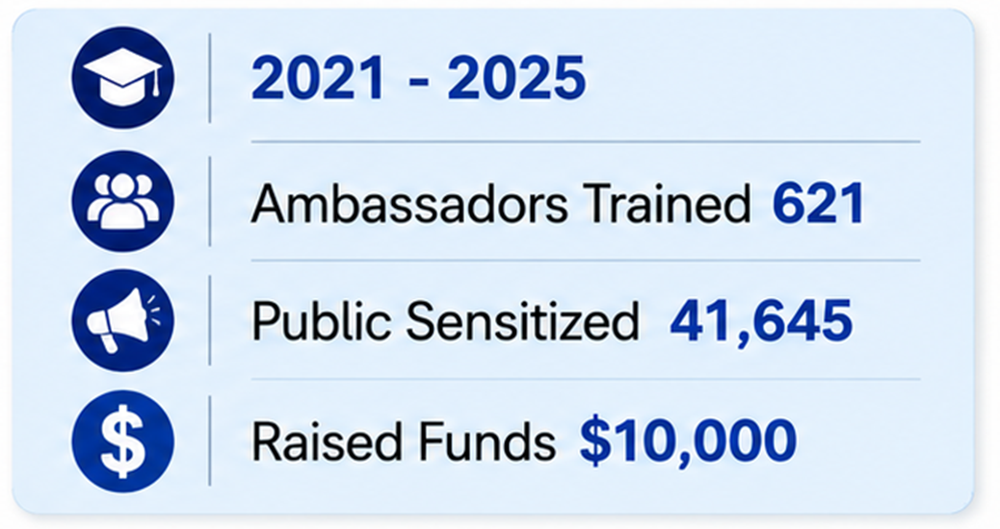 2021 - 2025
Ambassadors Trained 621
Public Sensitized 41,645
$ Raised Funds $10,000